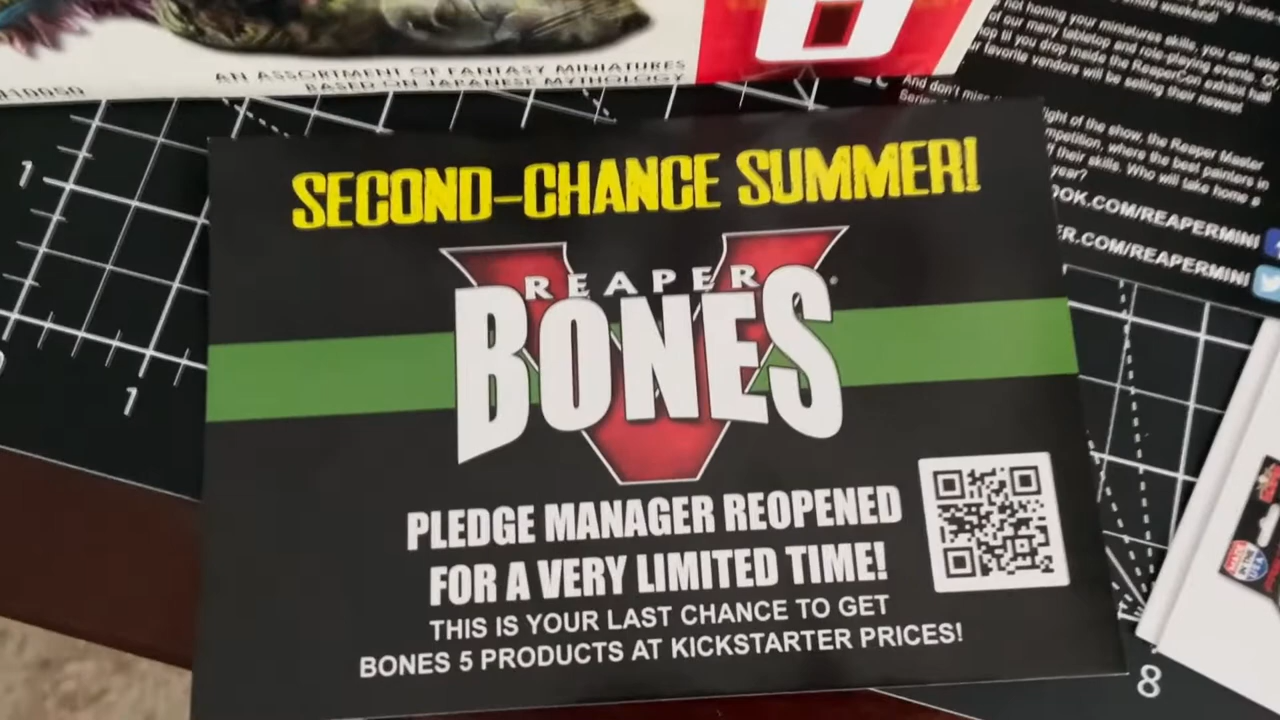 AN ASSORTMENT OF FANTASY MINIATURES
BASED ON JAPANESE MYTHOLOGY
SECOND-CHANCE SUMMER!
REAPER
BONES
V
PLEDGE MANAGER REOPENED
FOR A VERY LIMITED TIME!
THIS IS YOUR LAST CHANCE TO GET
BONES 5 PRODUCTS AT KICKSTARTER PRICES!
not honing your miniatures skills, you can take
of our many tabletop and role-playing events. Or
til you drop inside the ReaperCon exhibit hall
favorite vendors will be selling their newest
And don't miss
Series
of the show, the Reaper Master
where the best painters in
their skills. Who will take home
year?
OOK.COM/REAPERMINI
ER.COM/REAPERMINI
1
1
8